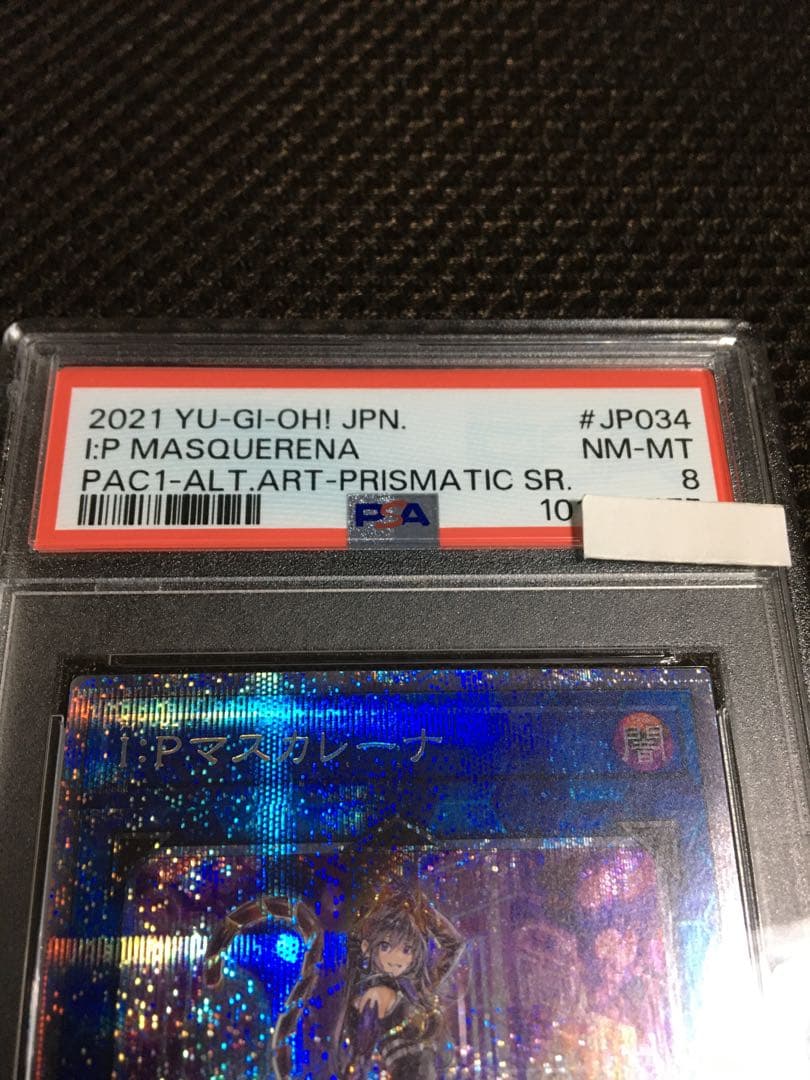 2021 YU-GI-OH! JPN. #JP034
I:P MASQUERENA NM-MT
PAC1-ALT.ART-PRISMATIC SR. 8
PSA
I:Pマスカレーナ
闇